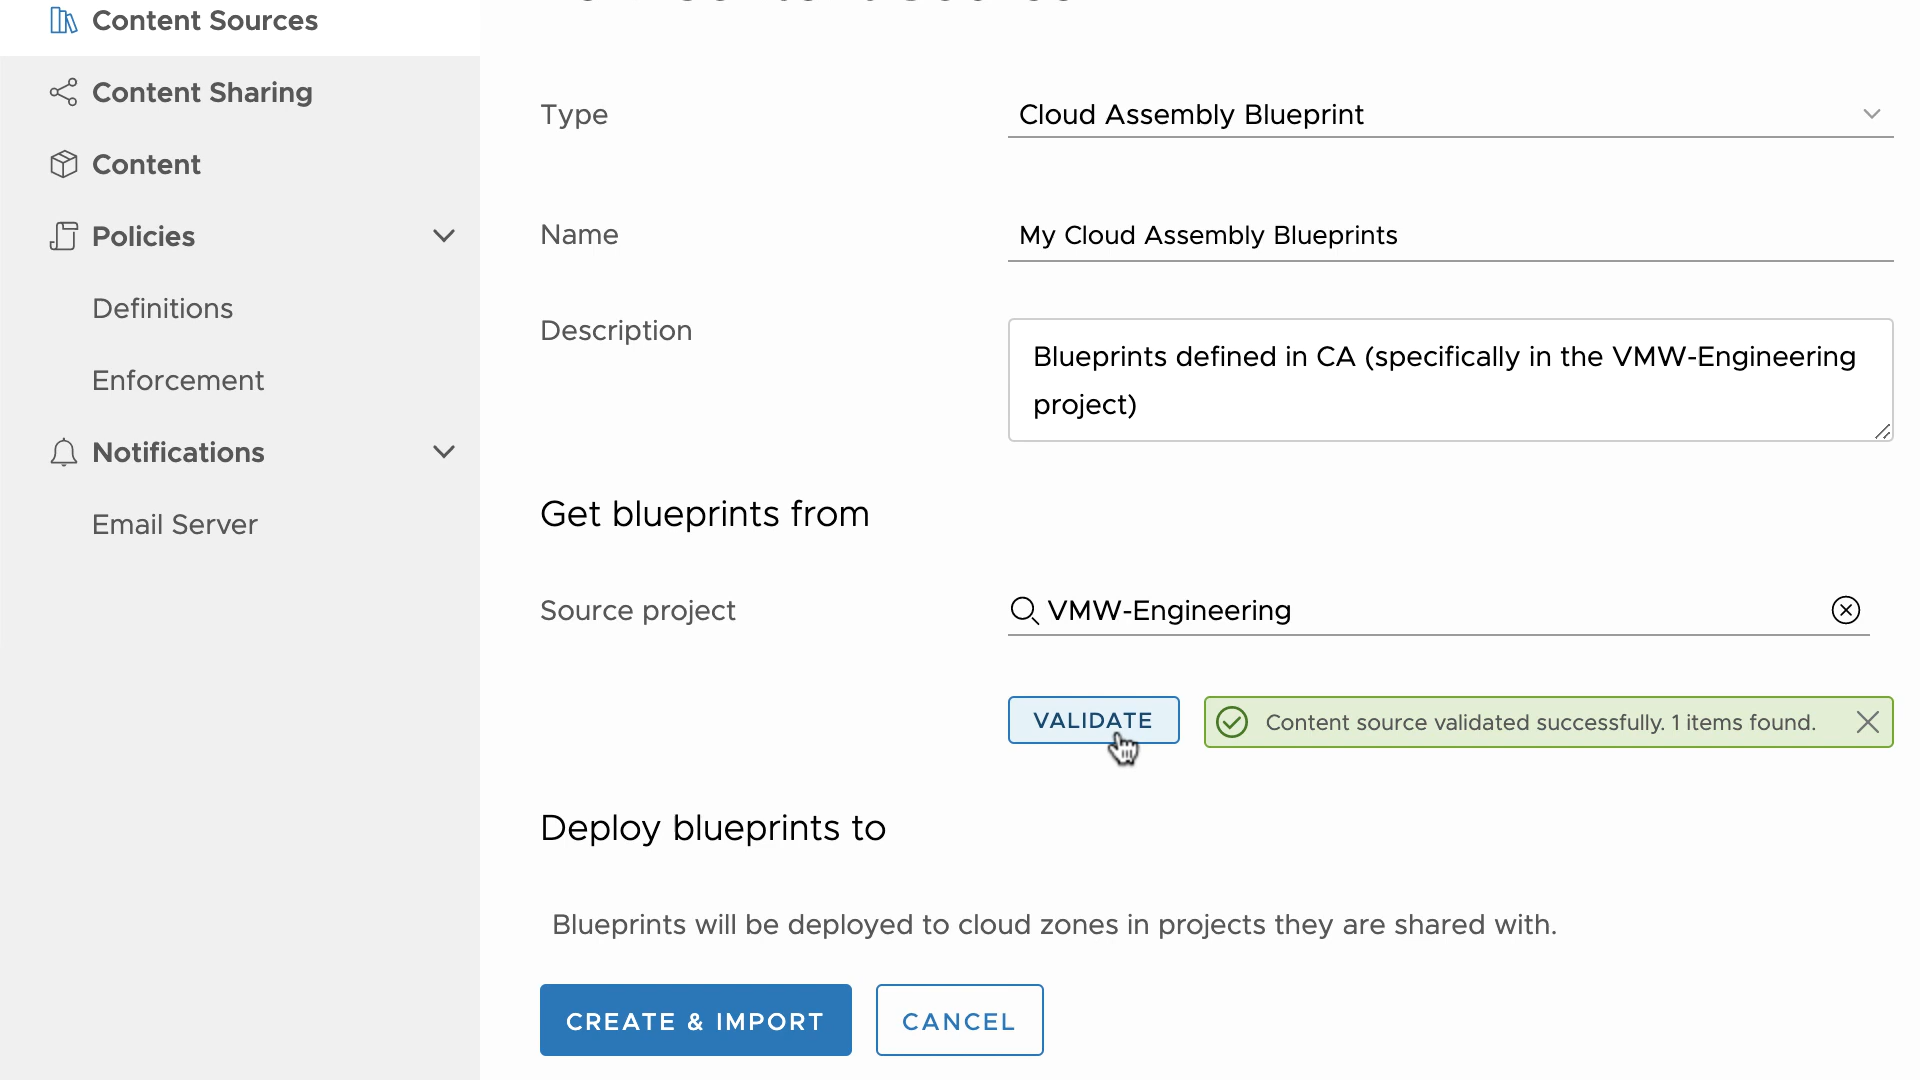 Content Sources
Content Sharing
Content
Policies
Definitions
Enforcement
Notifications
Email Server
Type
Cloud Assembly Blueprint
Name
My Cloud Assembly Blueprints
Description
Blueprints defined in CA (specifically in the VMW-Engineering
project)
Get blueprints from
Source project
VMW-Engineering
VALIDATE
Content source validated successfully. 1 items found.
Deploy blueprints to
Blueprints will be deployed to cloud zones in projects they are shared with.
CREATE & IMPORT
CANCEL